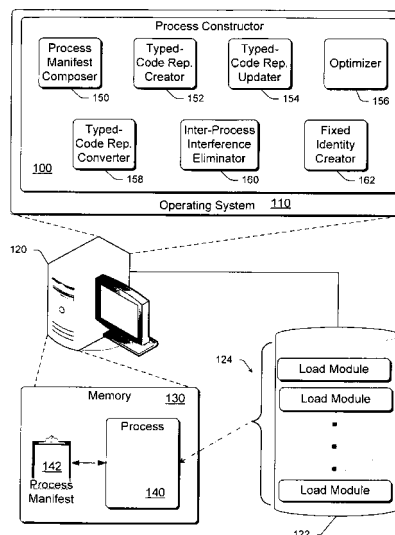 Process Constructor
Process
Manifest
Composer
150
Typed-
Code Rep.
Creator
152
Typed-
Code Rep.
Updater
154
Optimizer
156
Typed-
Code Rep.
Converter
158
Inter-Process
Interference
Eliminator
160
Fixed
Identity
Creator
162
100
Operating System 110
120
124
Load Module
Load Module
Load Module
122
Memory 130
Process
140
142
Process
Manifest